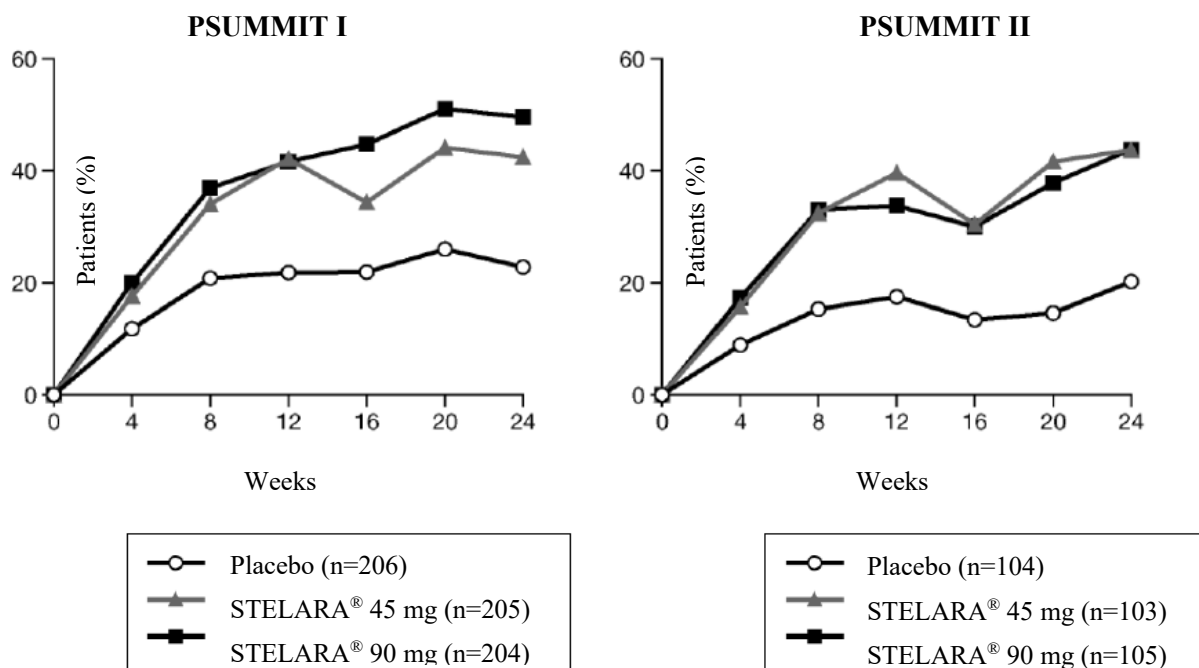 PSUMMIT I
60
40
20
0
Patients (%)
0 4 8 12 16 20 24
Weeks
Placebo (n=206)
STELARA® 45 mg (n=205)
STELARA® 90 mg (n=204)
PSUMMIT II
60
40
20
0
Patients (%)
0 4 8 12 16 20 24
Weeks
Placebo (n=104)
STELARA® 45 mg (n=103)
STELARA® 90 mg (n=105)